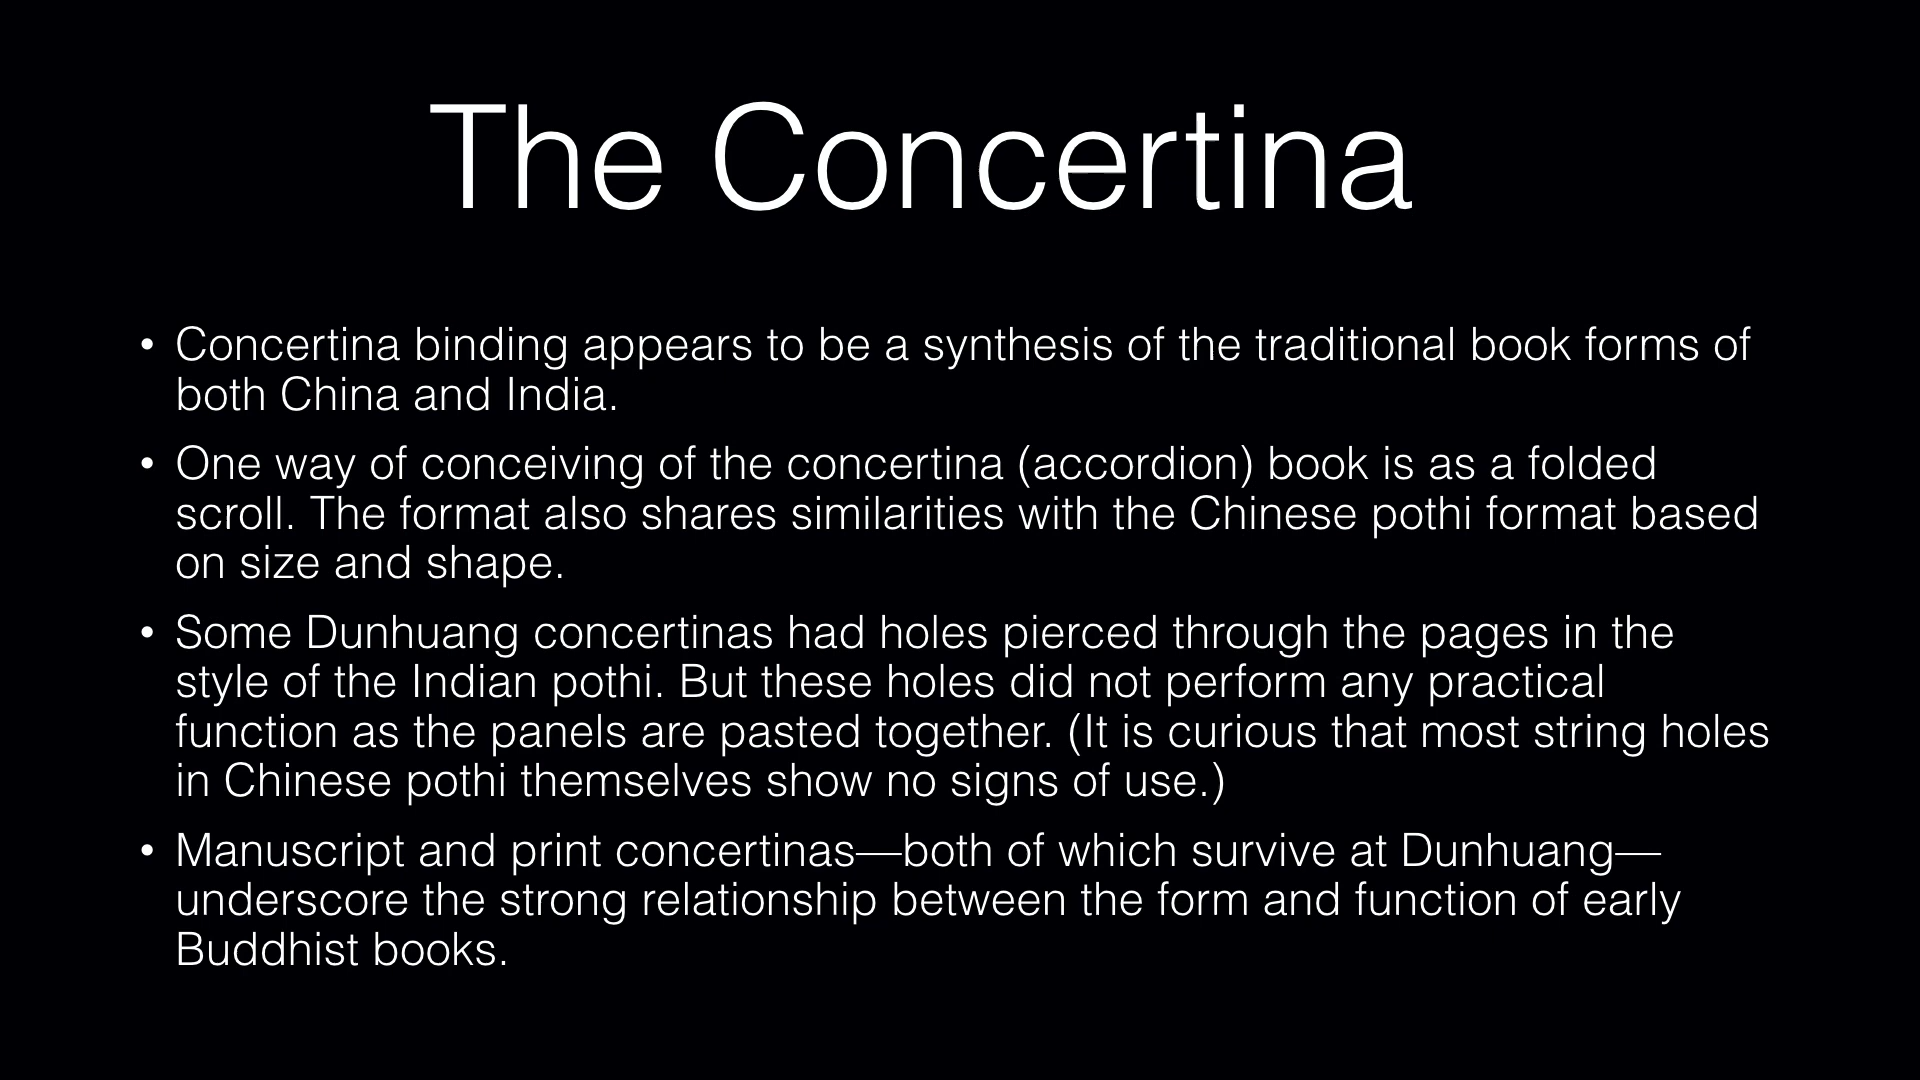 The Concertina
• Concertina binding appears to be a synthesis of the traditional book forms of
both China and India.
• One way of conceiving of the concertina (accordion) book is as a folded
scroll. The format also shares similarities with the Chinese pothi format based
on size and shape.
• Some Dunhuang concertinas had holes pierced through the pages in the
style of the Indian pothi. But these holes did not perform any practical
function as the panels are pasted together. (It is curious that most string holes
in Chinese pothi themselves show no signs of use.)
• Manuscript and print concertinas—both of which survive at Dunhuang—
underscore the strong relationship between the form and function of early
Buddhist books.